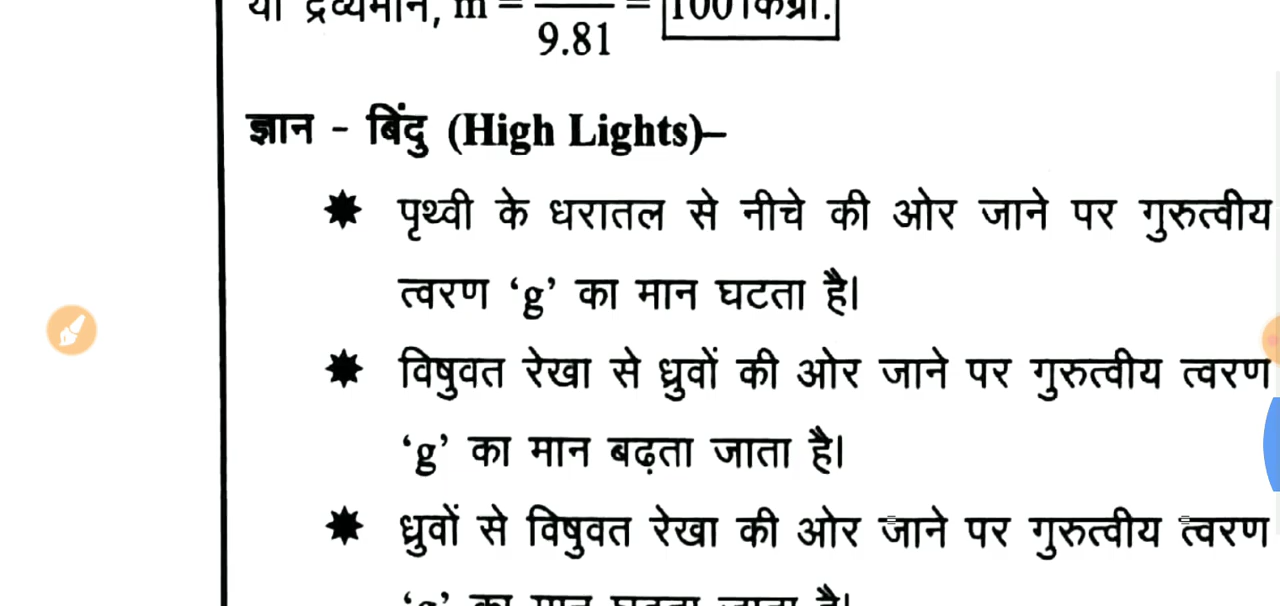 या द्रव्यमान, m = 9.81 = 100 किग्रा.
ज्ञान - बिंदु (High Lights)–
✷ पृथ्वी के धरातल से नीचे की ओर जाने पर गुरुत्वीय
त्वरण ‘g’ का मान घटता है।
✷ विषुवत रेखा से ध्रुवों की ओर जाने पर गुरुत्वीय त्वरण
‘g’ का मान बढ़ता जाता है।
✷ ध्रुवों से विषुवत रेखा की ओर जाने पर गुरुत्वीय त्वरण
‘g’ का मान घटता जाता है।